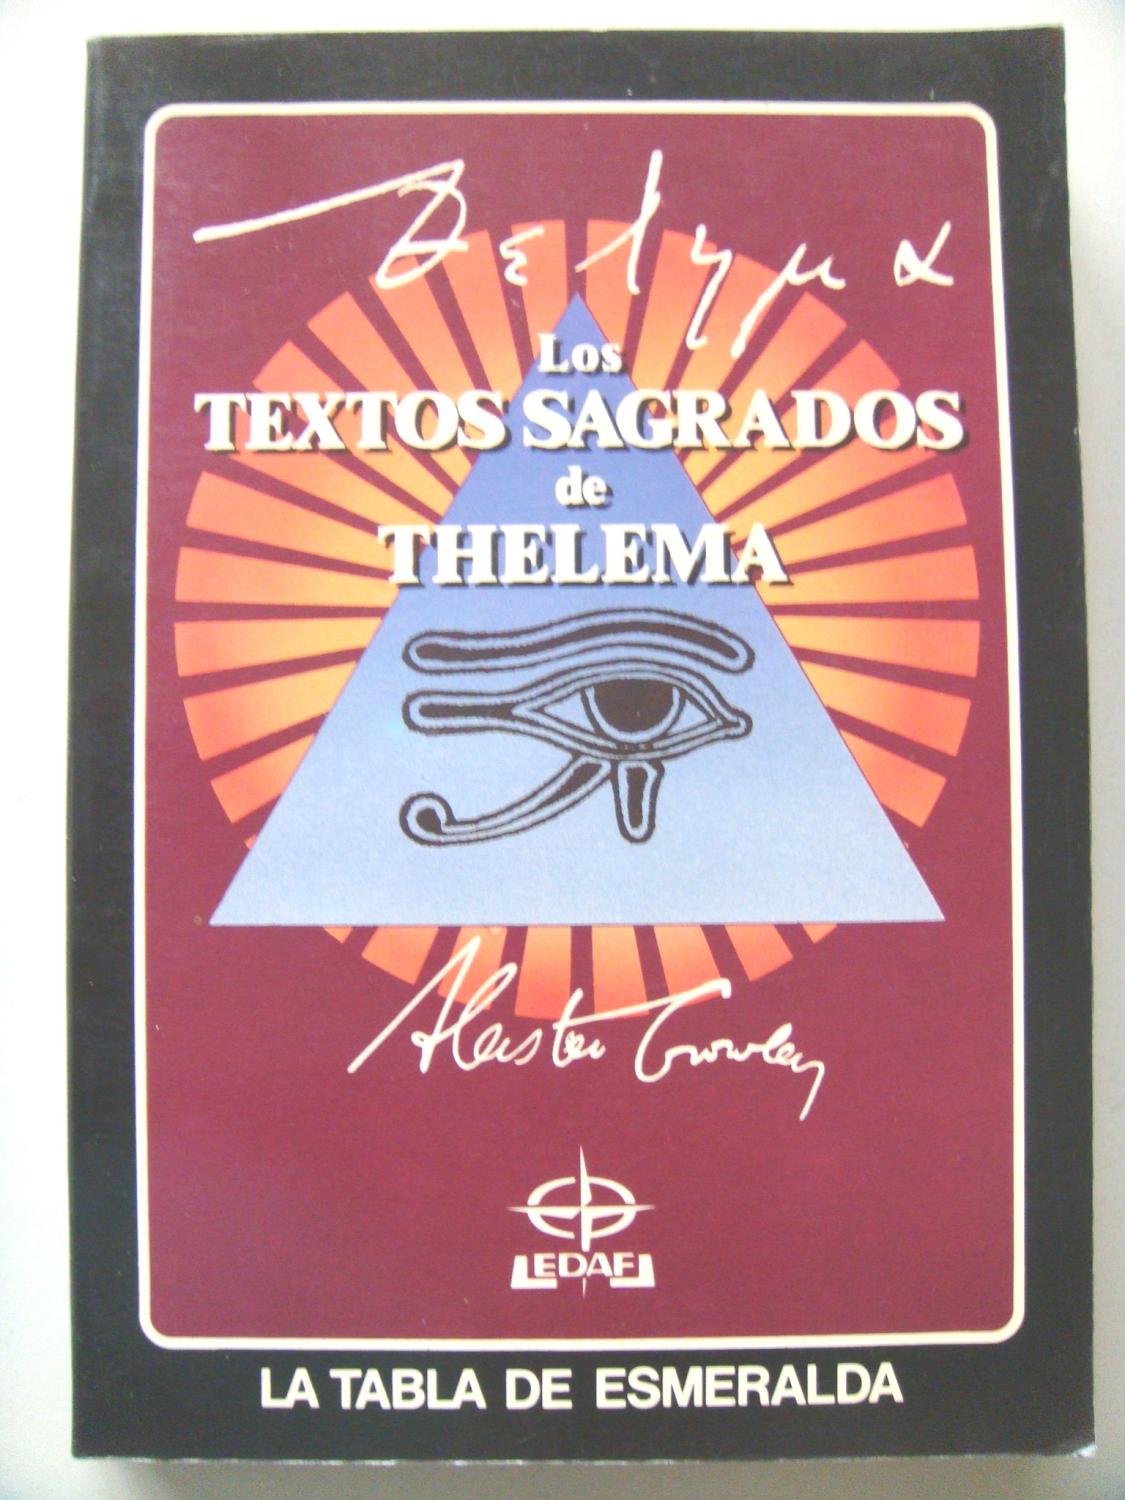 Θελημα
Los
TEXTOS SAGRADOS
de
THELEMA
Aleister Crowley
EDAF
LA TABLA DE ESMERALDA